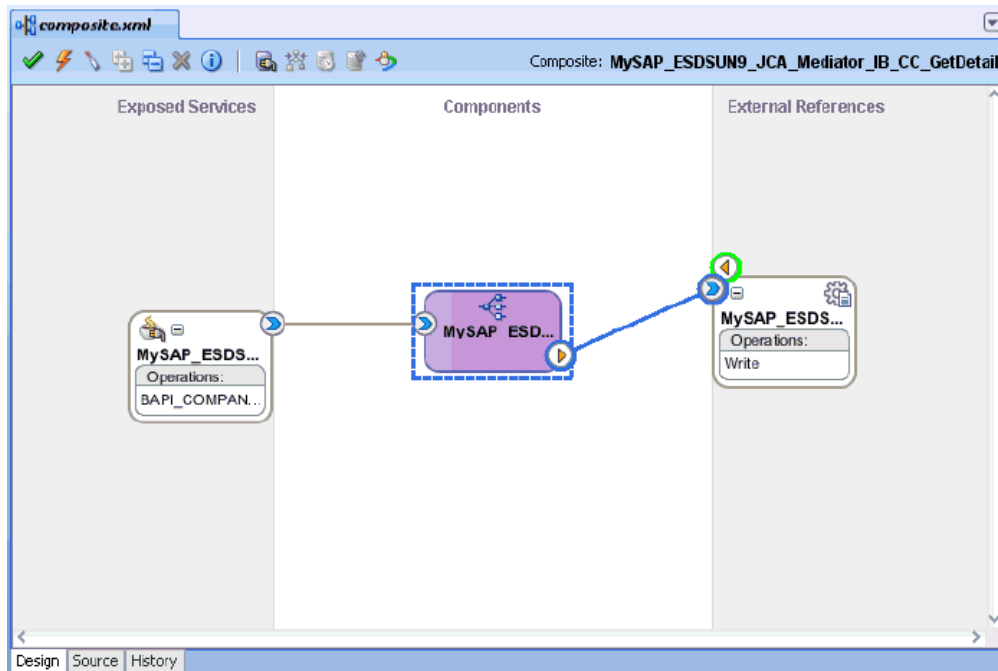 composite.xml
Composite: MySAP_ESDSUN9_JCA_Mediator_IB_CC_GetDetail
Exposed Services
Components
External References
MySAP_ESDS...
Operations:
BAPI_COMPAN...
MySAP_ESD...
MySAP_ESDS...
Operations:
Write
Design Source History